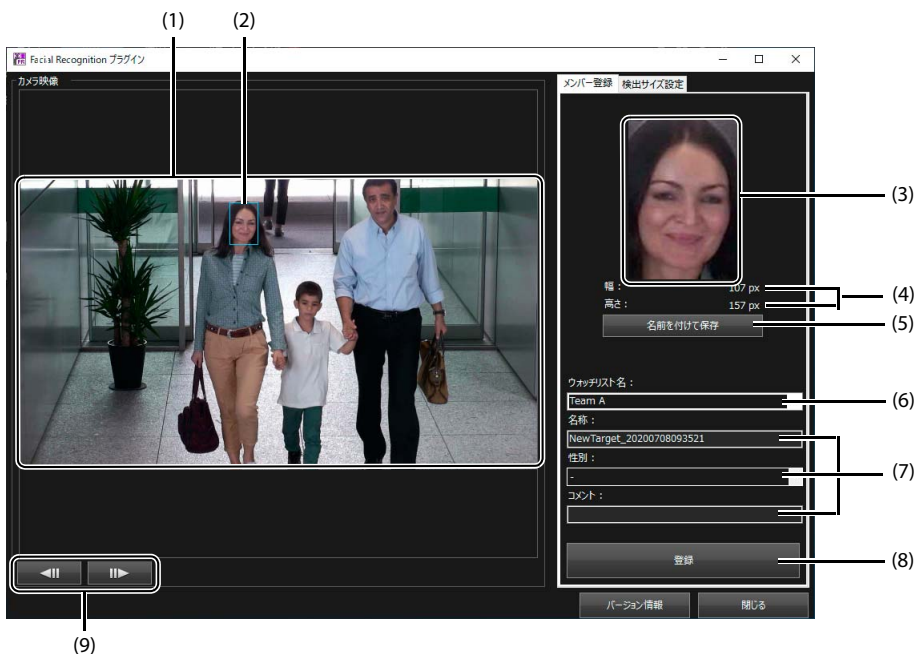 (1)
(2)
Facial Recognition プラグイン
カメラ映像
メンバー登録 検出サイズ設定
(3)
幅： 107 px
高さ： 157 px
(4)
名前を付けて保存
(5)
ウォッチリスト名：
Team A
(6)
名称：
NewTarget_20200708093521
性別：
-
(7)
コメント：
登録
(8)
バージョン情報 閉じる
(9)